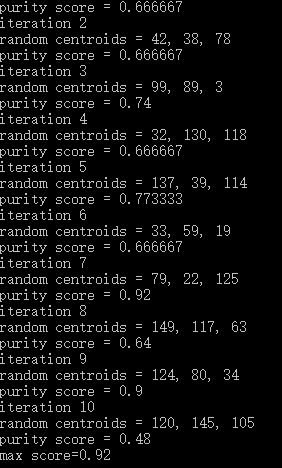 purity score = 0.666667
iteration 2
random centroids = 42, 38, 78
iteration 3
random centroids = 99, 89, 3
purity score = 0.74
iteration 4
random centroids = 32, 130, 118
purity score = 0.666667
iteration 5
random centroids = 137, 39, 114
purity score = 0.773333
iteration 6
random centroids = 33, 59, 19
purity score = 0.666667
iteration 7
random centroids = 79, 22, 125
purity score = 0.92
iteration 8
random centroids = 149, 117, 63
purity score = 0.64
iteration 9
random centroids = 124, 80, 34
purity score = 0.9
iteration 10
random centroids = 120, 145, 105
purity score = 0.48
max score=0.92